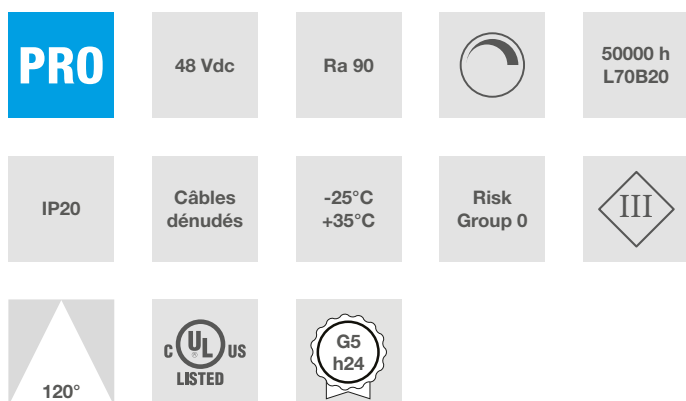 PRO
48 Vdc
Ra 90
50000 h
L70B20
IP20
Câbles
dénudés
-25°C
+35°C
Risk
Group 0
III
120°
C UL US
®
LISTED
G5
h24